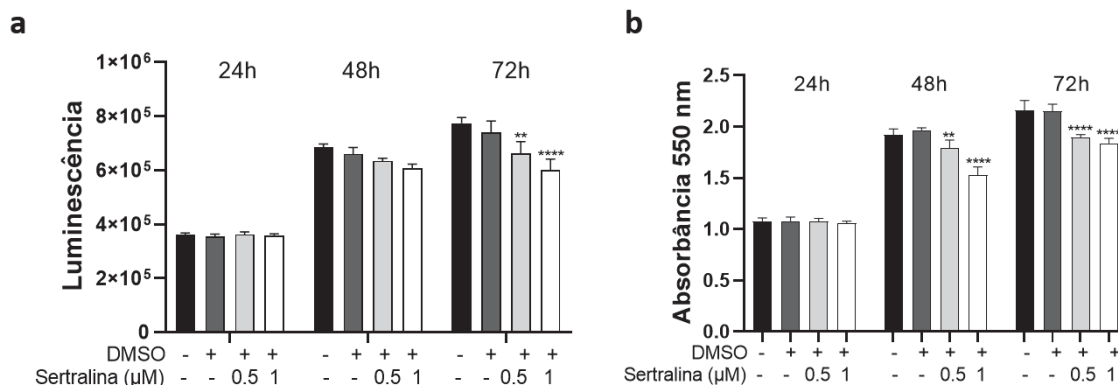 a
1×10⁶
8×10⁵
6×10⁵
4×10⁵
2×10⁵
0
Luminescência
24h 48h 72h
** ****
DMSO - + + + - + + + - + + +
Sertralina (µM) - - 0.5 1 - - 0.5 1 - - 0.5 1
b
2.5
2.0
1.5
1.0
0.5
0.0
Absorbância 550 nm
24h 48h 72h
** **** **** ****
DMSO - + + + - + + + - + + +
Sertralina (µM) - - 0.5 1 - - 0.5 1 - - 0.5 1